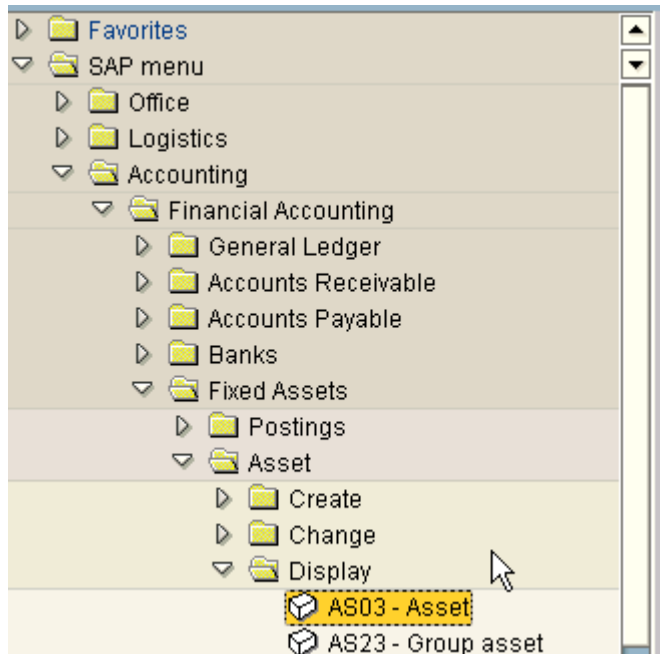 Favorites
SAP menu
Office
Logistics
Accounting
Financial Accounting
General Ledger
Accounts Receivable
Accounts Payable
Banks
Fixed Assets
Postings
Asset
Create
Change
Display
AS03 - Asset
AS23 - Group asset